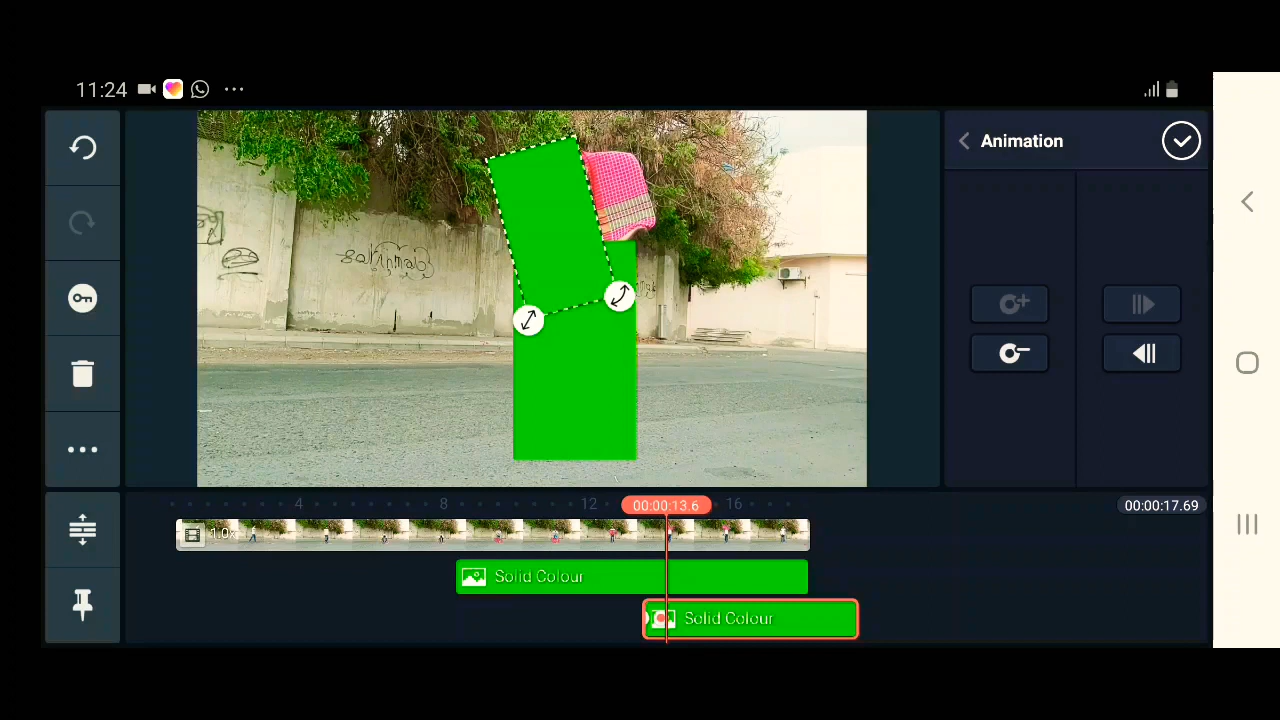 11:24
Animation
4 8 12 00:00:13.6 16 00:00:17.69
1.0x
Solid Colour
Solid Colour